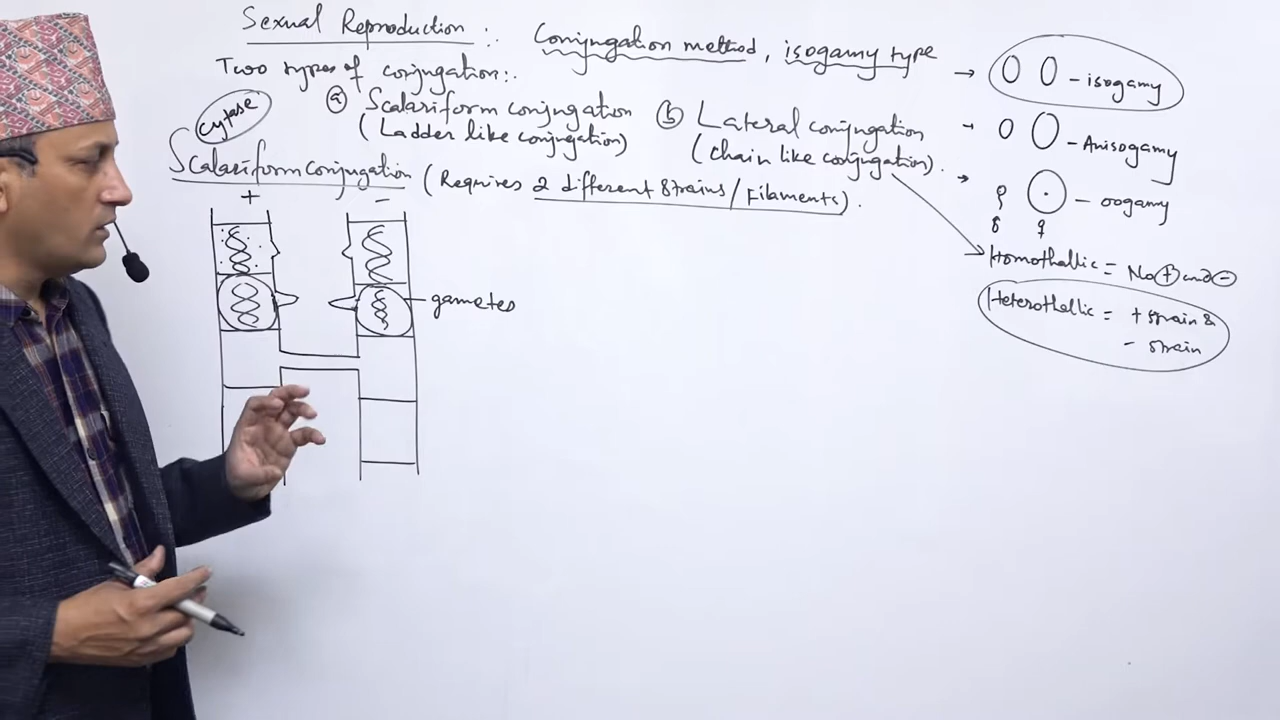 Sexual Reproduction :. Conjugation method, isogamy type
Two types of conjugation:.
ⓐ Scalariform conjugation
(Ladder like conjugation)
ⓑ Lateral conjugation
(chain like conjugation).
Cytase
Scalariform conjugation (Requires 2 different strains/Filaments).
+ -
gametes
→ - isogamy
→ - Anisogamy
→ - oogamy
♂ ♀
Homothallic = No ⊕ and ⊖
Heterothallic = + strain &
- strain